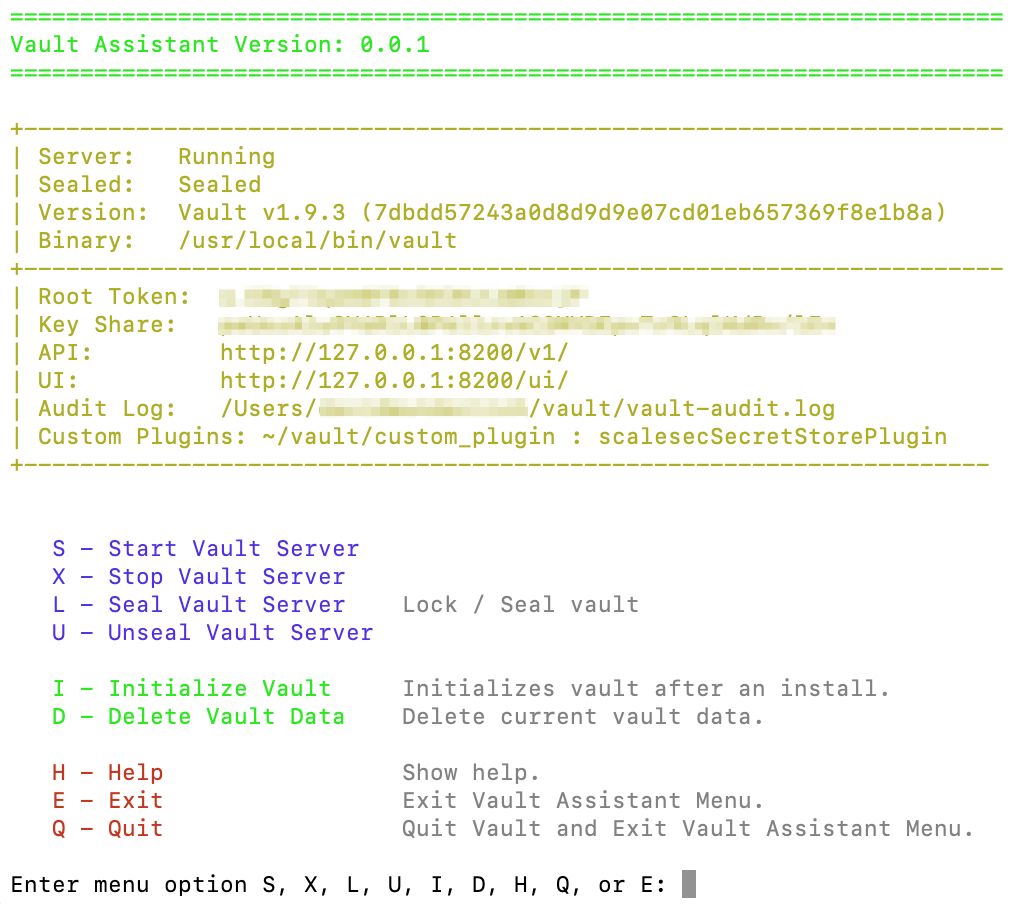 Vault Assistant Version: 0.0.1
| Server:   Running
| Sealed:   Sealed
| Version:  Vault v1.9.3 (7dbdd57243a0d8d9d9e07cd01eb657369f8e1b8a)
| Binary:   /usr/local/bin/vault
| Root Token:
| Key Share:
| API:         http://127.0.0.1:8200/v1/
| UI:          http://127.0.0.1:8200/ui/
| Audit Log:   /Users/ /vault/vault-audit.log
| Custom Plugins: ~/vault/custom_plugin : scalesecSecretStorePlugin
S – Start Vault Server
X – Stop Vault Server
L – Seal Vault Server    Lock / Seal vault
U – Unseal Vault Server
I – Initialize Vault     Initializes vault after an install.
D – Delete Vault Data    Delete current vault data.
H – Help                 Show help.
E – Exit                 Exit Vault Assistant Menu.
Q – Quit                 Quit Vault and Exit Vault Assistant Menu.
Enter menu option S, X, L, U, I, D, H, Q, or E: